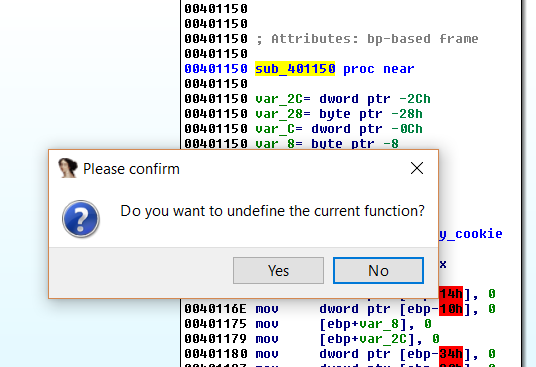 00401150
00401150
00401150 ; Attributes: bp-based frame
00401150
00401150 sub_401150 proc near
00401150
00401150 var_2C= dword ptr -2Ch
00401150 var_28= byte ptr -28h
00401150 var_C= dword ptr -0Ch
00401150 var_8= byte ptr -8
Please confirm
Do you want to undefine the current function?
y_cookie
Yes No
x
14h], 0
0040116E mov dword ptr [ebp-10h], 0
00401175 mov [ebp+var_8], 0
00401179 mov [ebp+var_2C], 0
00401180 mov dword ptr [ebp-34h], 0